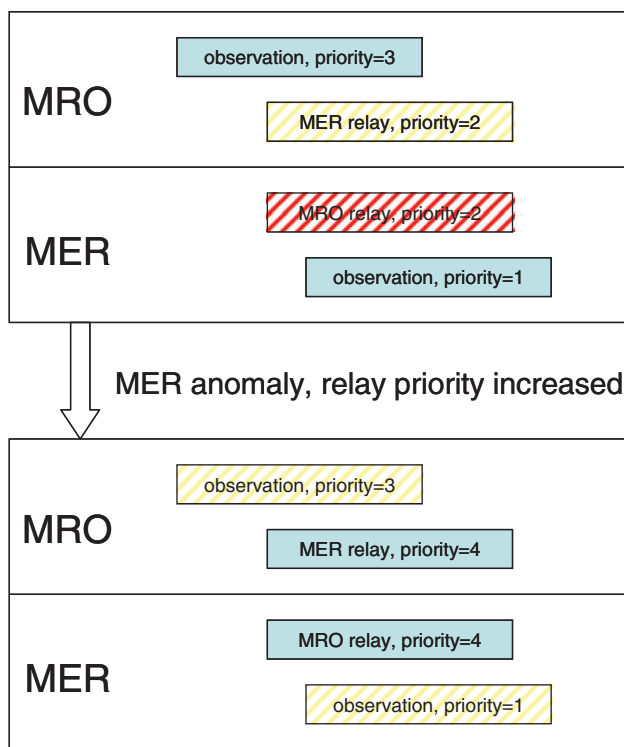 observation, priority=3
MRO
MER relay, priority=2
MRO relay, priority=2
MER
observation, priority=1
MER anomaly, relay priority increased
observation, priority=3
MRO
MER relay, priority=4
MRO relay, priority=4
MER
observation, priority=1